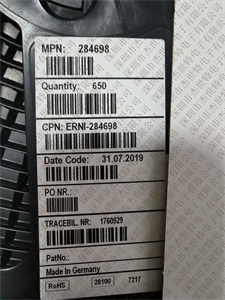 MPN: 284698
Quantity: 650
CPN: ERNI-284698
Date Code: 31.07.2019
PO NR.:
TRACEBIL. NR: 1760929
PatNo.:
Made In Germany
RoHS 28100 7217